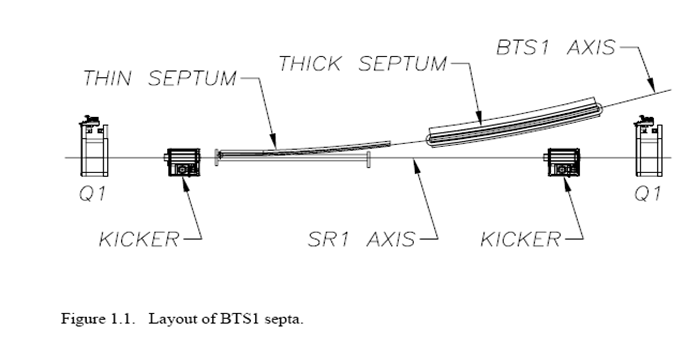 BTS1 AXIS
THICK SEPTUM
THIN SEPTUM
Q1
Q1
KICKER
SR1 AXIS
KICKER
Figure 1.1. Layout of BTS1 septa.